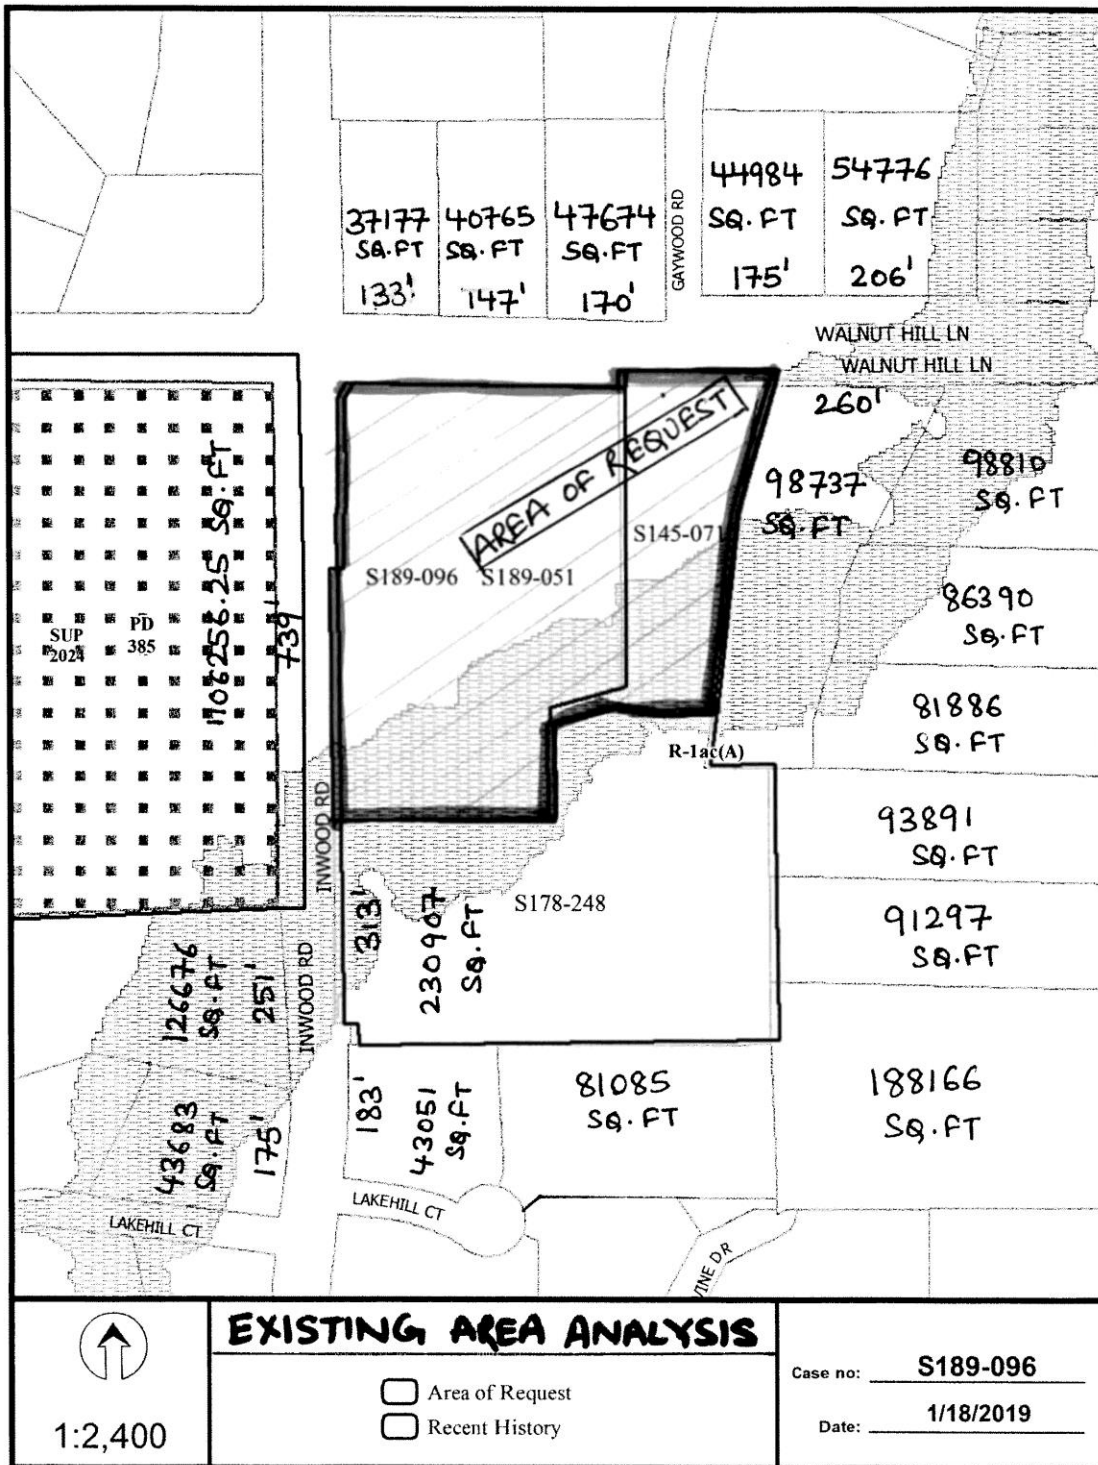 37177
SQ.FT
133'
40765
SQ.FT
147'
47674
SQ.FT
170'
GAYWOOD RD
44984
SQ.FT
175'
54776
SQ.FT
206'
WALNUT HILL LN
WALNUT HILL LN
260'
AREA OF REQUEST
98737
SQ.FT
98810
SQ.FT
S145-071
S189-096
S189-051
SUP
2024
PD
385
1106256.25 SQ.FT
739'
86390
SQ.FT
81886
SQ.FT
R-1ac(A)
INWOOD RD
93891
SQ.FT
S178-248
313'
230907
SQ.FT
91297
SQ.FT
126676
SQ.FT
251'
INWOOD RD
43683
SQ.FT
175'
183'
43051
SQ.FT
81085
SQ.FT
188166
SQ.FT
LAKEHILL CT
LAKEHILL CT
VINE DR
1:2,400
EXISTING AREA ANALYSIS
Area of Request
Recent History
Case no: S189-096
Date: 1/18/2019